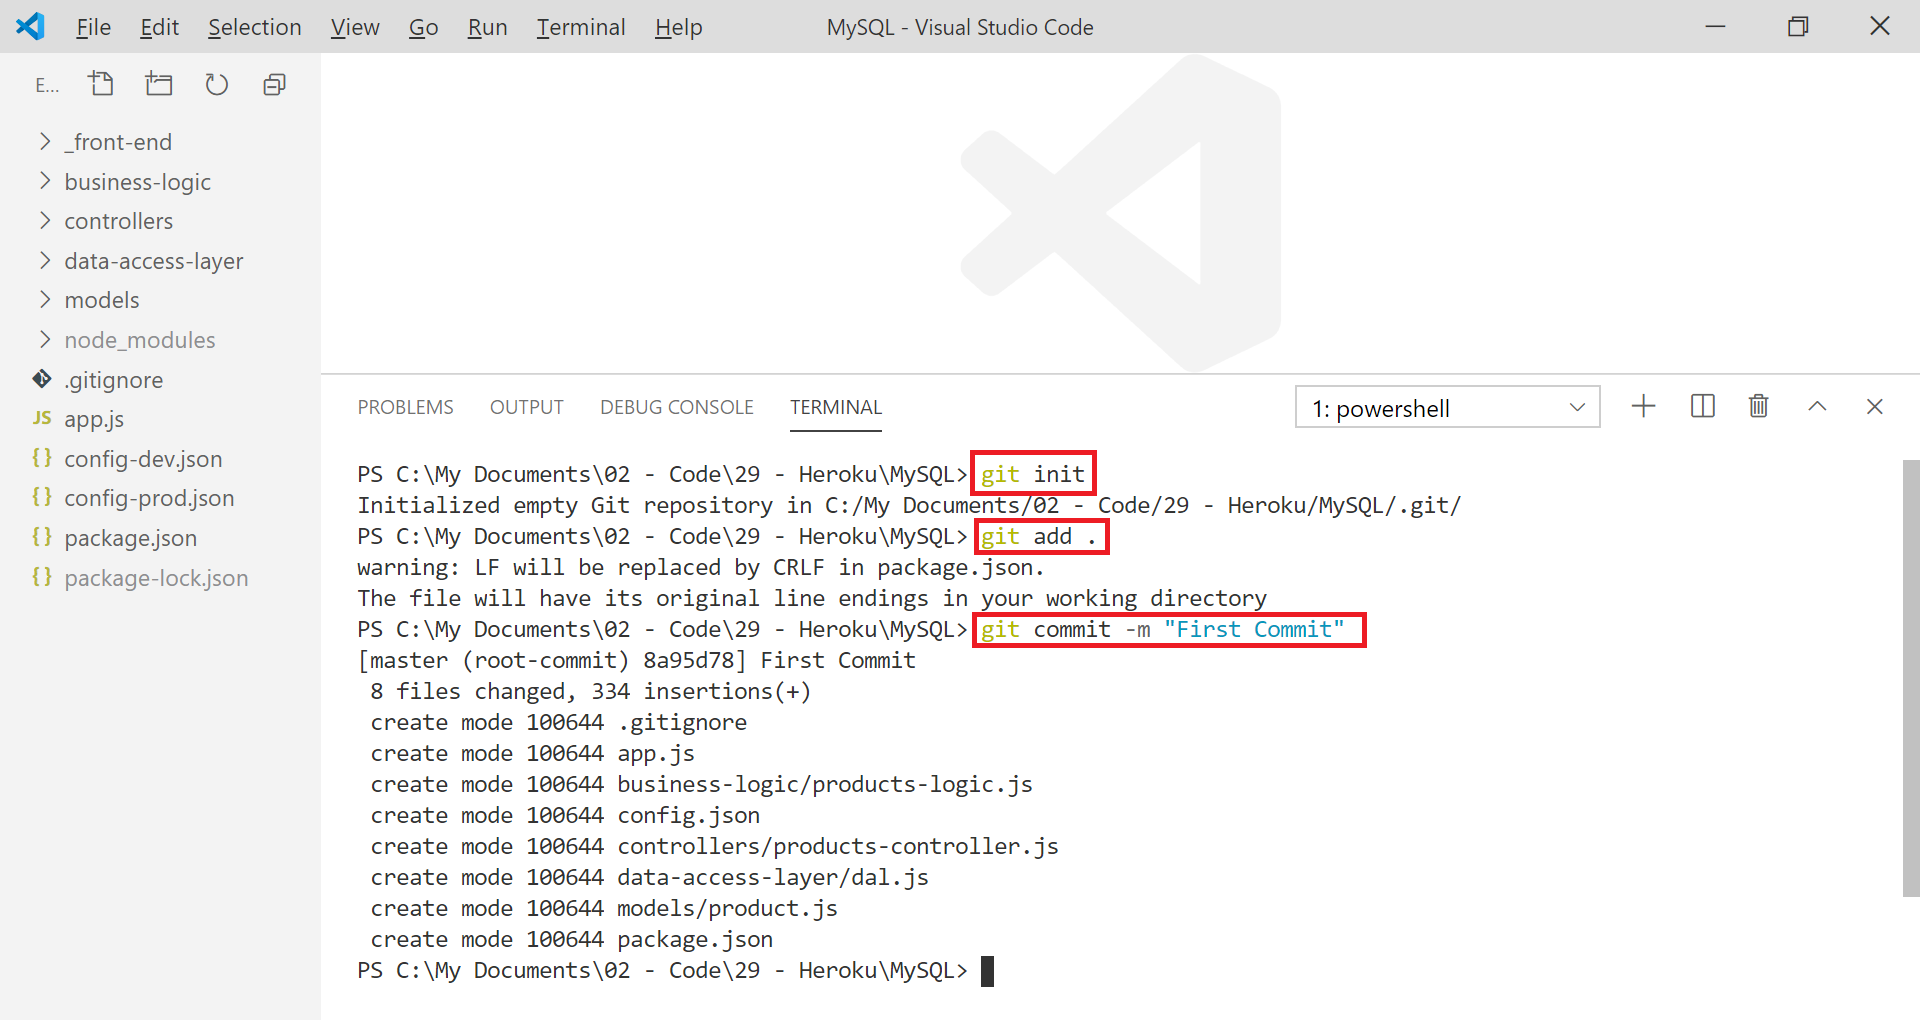 File Edit Selection View Go Run Terminal Help MySQL - Visual Studio Code
E...
_front-end
business-logic
controllers
data-access-layer
models
node_modules
.gitignore
JS app.js
{} config-dev.json
{} config-prod.json
{} package.json
{} package-lock.json
PROBLEMS OUTPUT DEBUG CONSOLE TERMINAL 1: powershell
PS C:\My Documents\02 - Code\29 - Heroku\MySQL> git init
Initialized empty Git repository in C:/My Documents/02 - Code/29 - Heroku/MySQL/.git/
PS C:\My Documents\02 - Code\29 - Heroku\MySQL> git add .
warning: LF will be replaced by CRLF in package.json.
The file will have its original line endings in your working directory
PS C:\My Documents\02 - Code\29 - Heroku\MySQL> git commit -m "First Commit"
[master (root-commit) 8a95d78] First Commit
8 files changed, 334 insertions(+)
create mode 100644 .gitignore
create mode 100644 app.js
create mode 100644 business-logic/products-logic.js
create mode 100644 config.json
create mode 100644 controllers/products-controller.js
create mode 100644 data-access-layer/dal.js
create mode 100644 models/product.js
create mode 100644 package.json
PS C:\My Documents\02 - Code\29 - Heroku\MySQL>